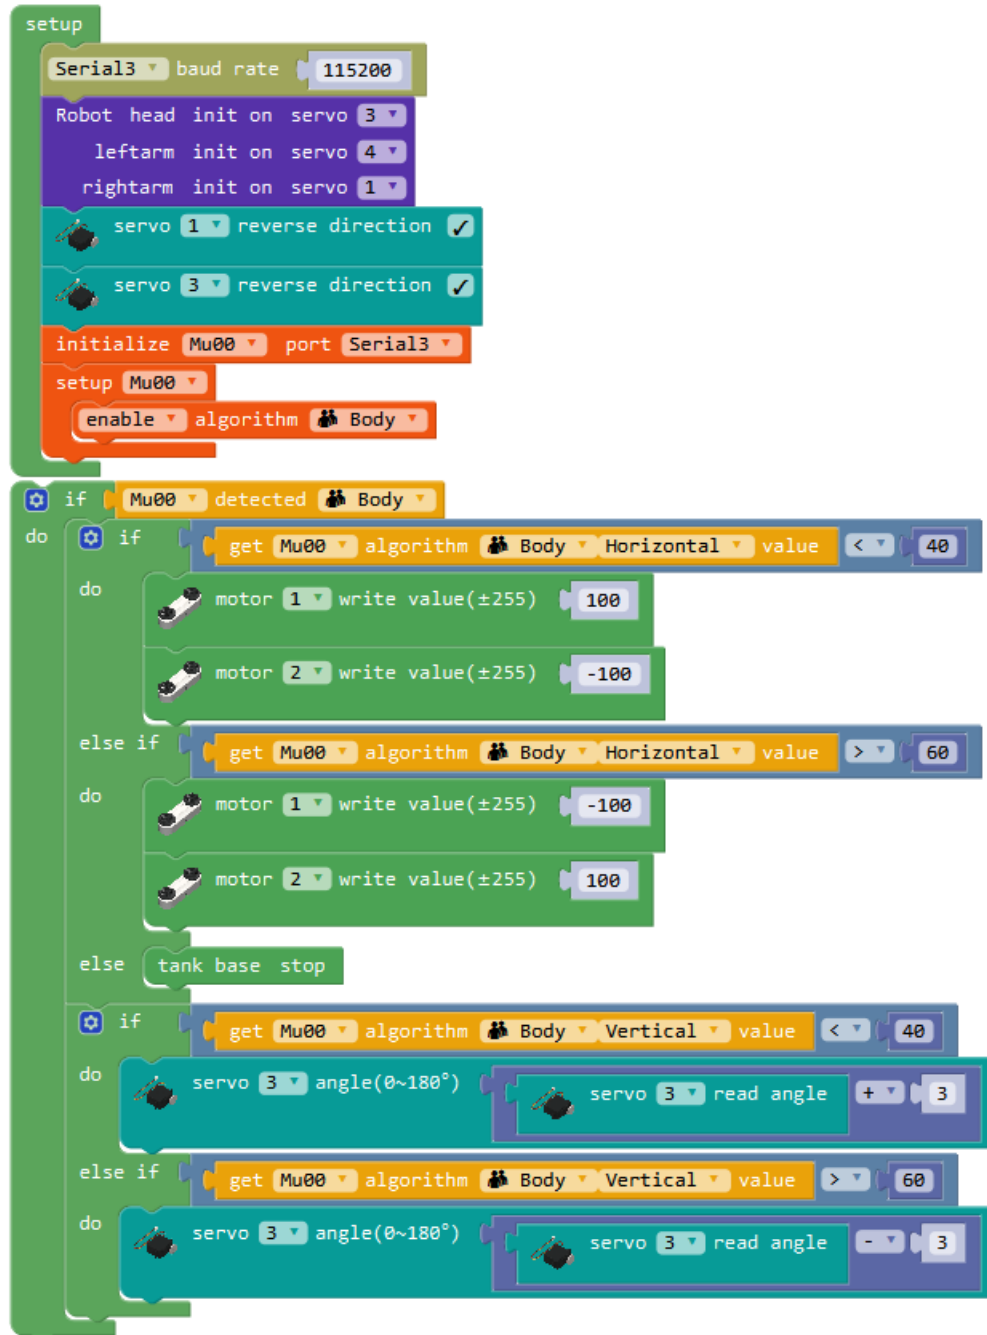 setup
Serial3 baud rate 115200
Robot head init on servo 3
leftarm init on servo 4
rightarm init on servo 1
servo 1 reverse direction ✓
servo 3 reverse direction ✓
initialize Mu00 port Serial3
setup Mu00
enable algorithm Body
if Mu00 detected Body
do if get Mu00 algorithm Body Horizontal value < 40
do motor 1 write value(±255) 100
motor 2 write value(±255) -100
else if get Mu00 algorithm Body Horizontal value > 60
do motor 1 write value(±255) -100
motor 2 write value(±255) 100
else tank base stop
if get Mu00 algorithm Body Vertical value < 40
do servo 3 angle(0~180°) servo 3 read angle + 3
else if get Mu00 algorithm Body Vertical value > 60
do servo 3 angle(0~180°) servo 3 read angle - 3